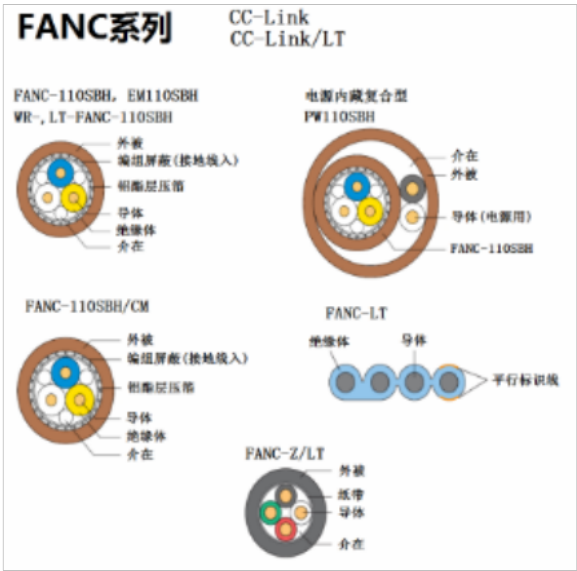 FANC系列
CC-Link
CC-Link/LT
FANC-110SBH, EM110SBH
WR-,LT-FANC-110SBH
外被
编组屏蔽(接地线入)
铝酯层压箔
导体
绝缘体
介在
电源内藏复合型
PW110SBH
介在
外被
导体(电源用)
FANC-110SBH
FANC-110SBH/CM
外被
编组屏蔽(接地线入)
铝酯层压箔
导体
绝缘体
介在
FANC-LT
绝缘体
导体
平行标识线
FANC-Z/LT
外被
纸带
导体
介在